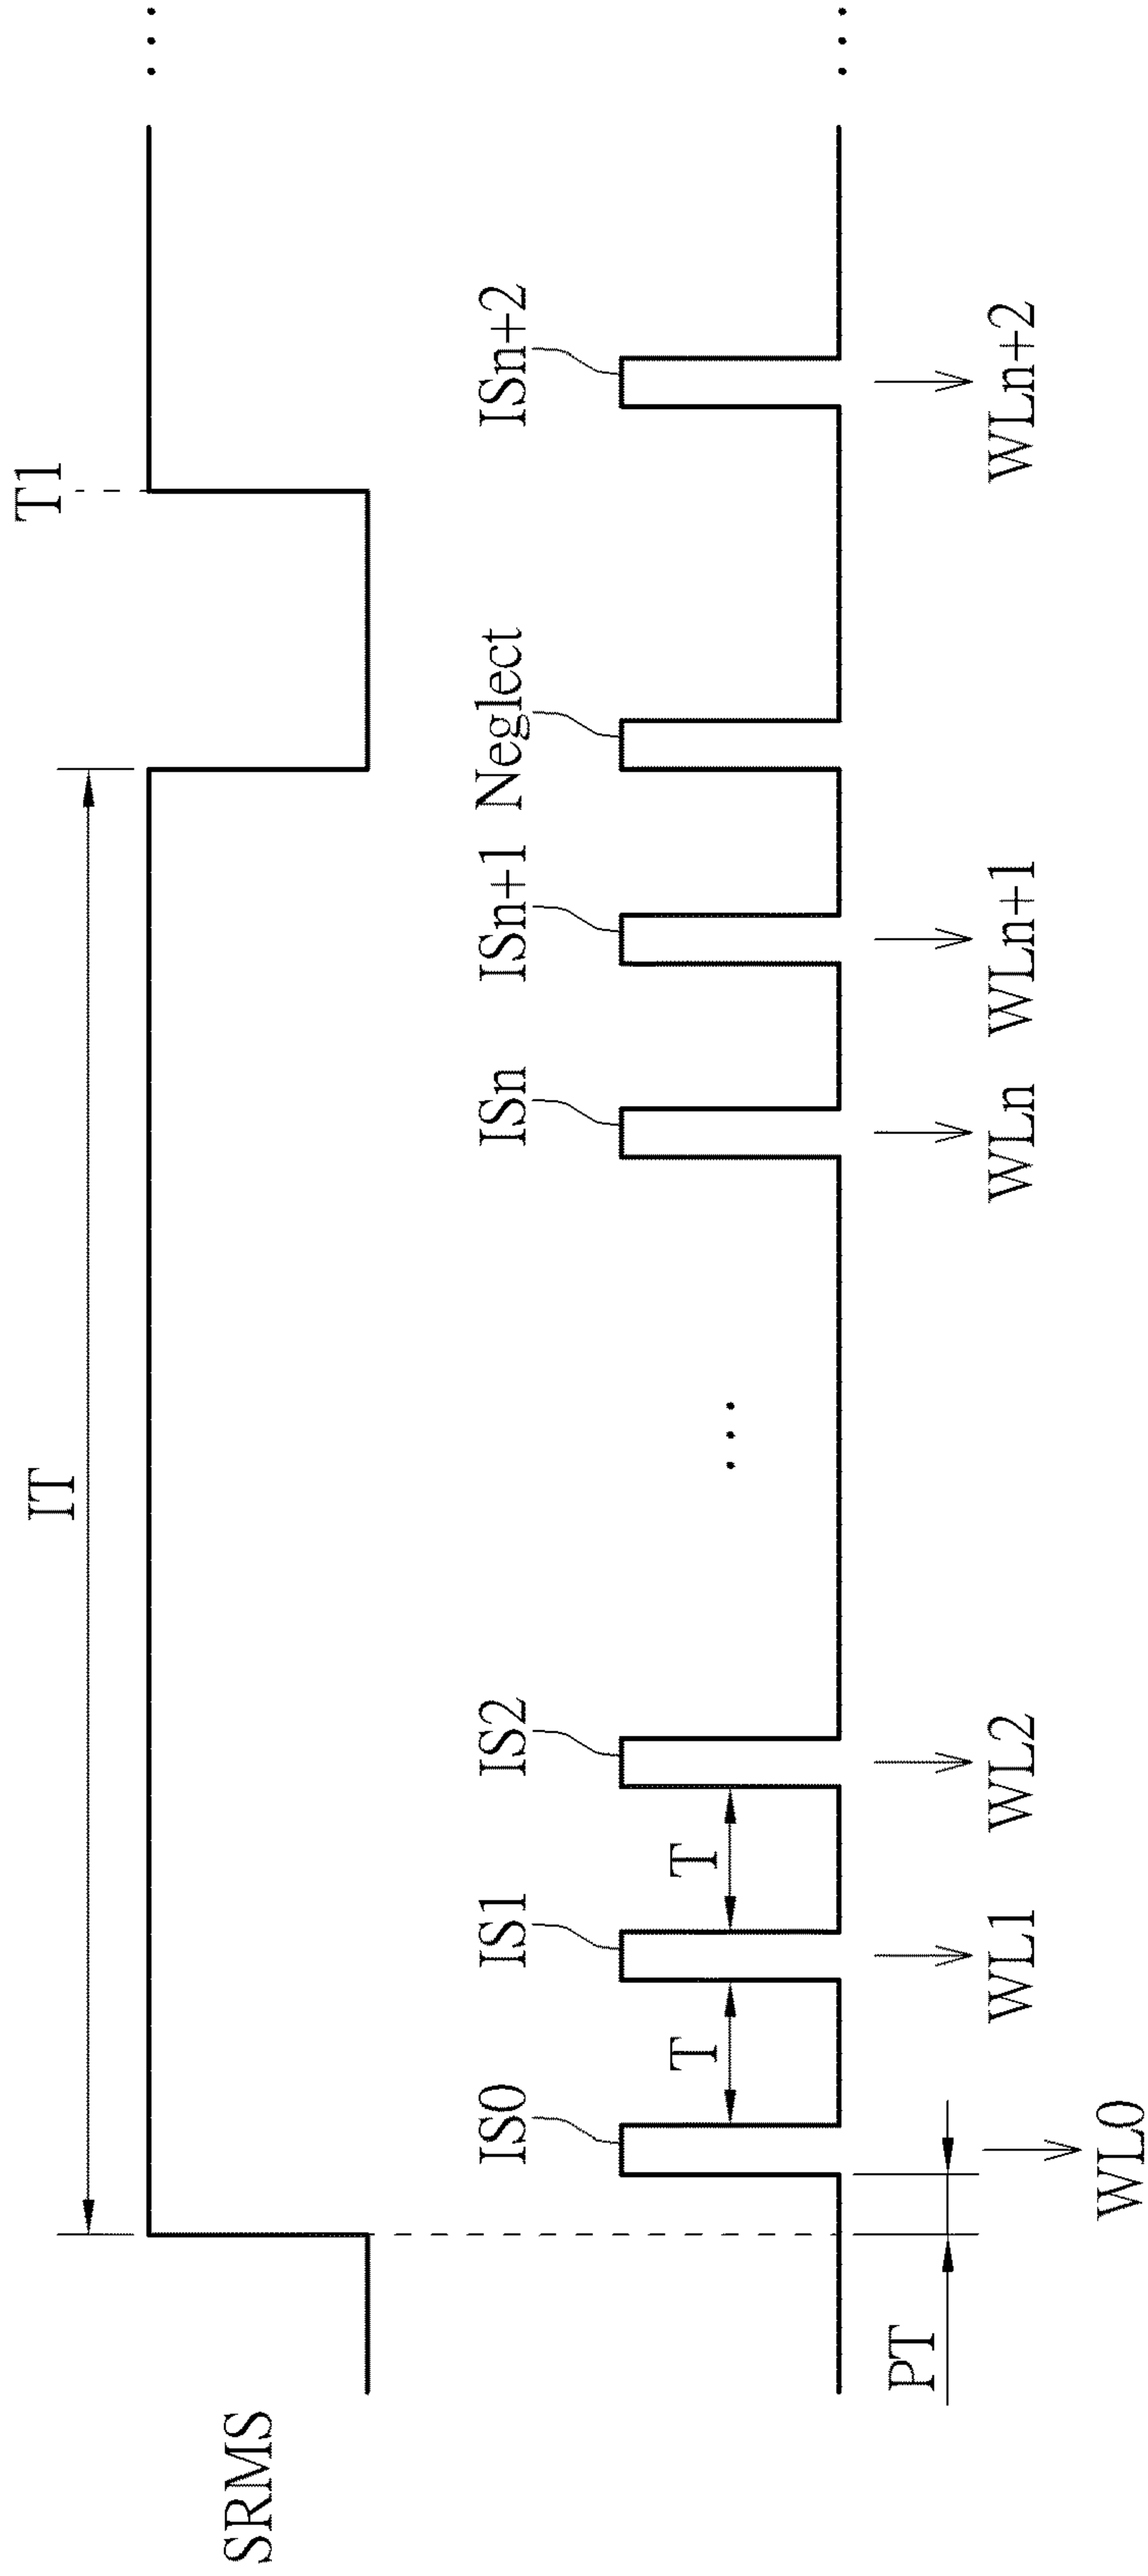 T1
IT
SRMS
IS0
IS1
IS2
...
ISn
ISn+1
Neglect
ISn+2
T
T
PT
WL0
WL1
WL2
WLn
WLn+1
WLn+2